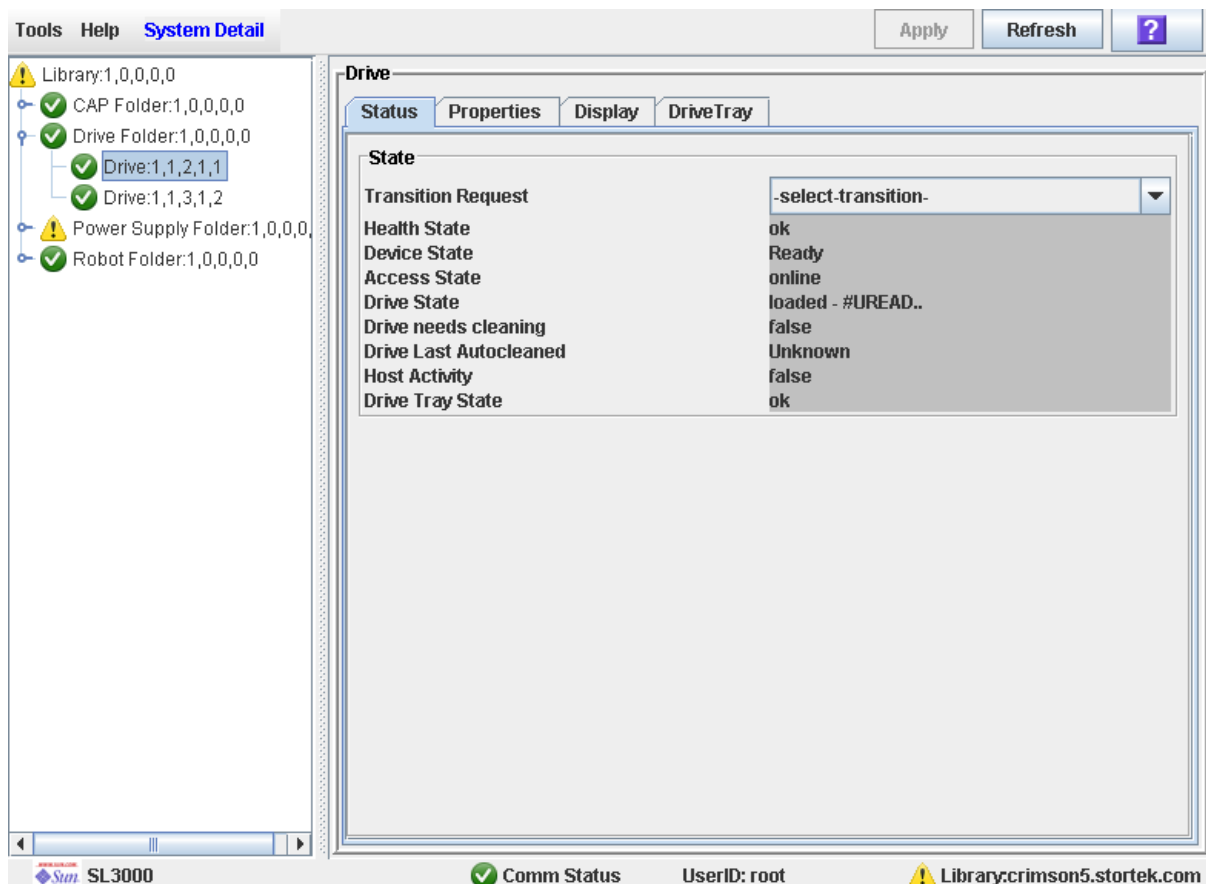 Tools Help System Detail Apply Refresh ?
Library:1,0,0,0,0
CAP Folder:1,0,0,0,0
Drive Folder:1,0,0,0,0
Drive:1,1,2,1,1
Drive:1,1,3,1,2
Power Supply Folder:1,0,0,0,
Robot Folder:1,0,0,0,0
Drive
Status Properties Display DriveTray
State
Transition Request -select-transition-
Health State ok
Device State Ready
Access State online
Drive State loaded - #UREAD..
Drive needs cleaning false
Drive Last Autocleaned Unknown
Host Activity false
Drive Tray State ok
Sun SL3000 Comm Status UserID: root Library:crimson5.stortek.com